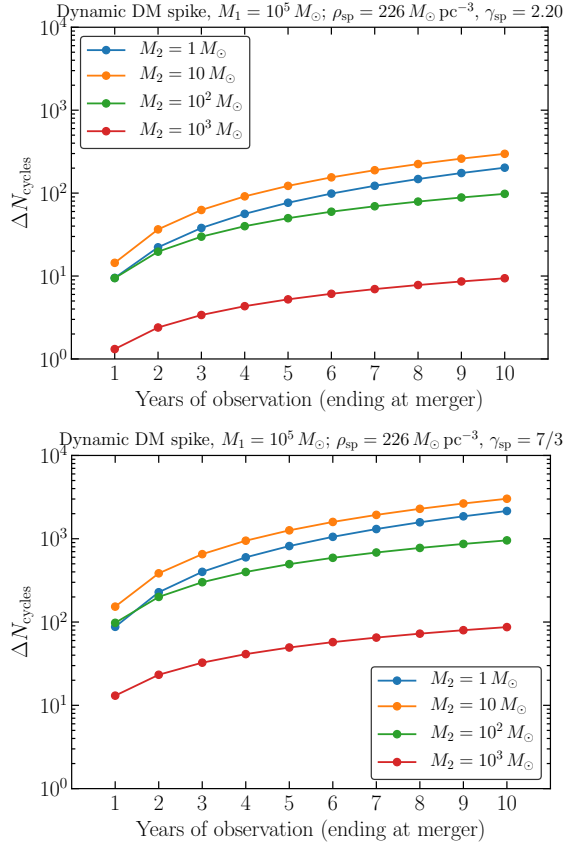 Dynamic DM spike, M₁ = 10⁵ M☉; ρsp = 226 M☉ pc⁻³, γsp = 2.20
10⁴
10³
10²
10¹
10⁰
ΔNcycles
M₂ = 1 M☉
M₂ = 10 M☉
M₂ = 10² M☉
M₂ = 10³ M☉
1 2 3 4 5 6 7 8 9 10
Years of observation (ending at merger)
Dynamic DM spike, M₁ = 10⁵ M☉; ρsp = 226 M☉ pc⁻³, γsp = 7/3
10⁴
10³
10²
10¹
10⁰
ΔNcycles
M₂ = 1 M☉
M₂ = 10 M☉
M₂ = 10² M☉
M₂ = 10³ M☉
1 2 3 4 5 6 7 8 9 10
Years of observation (ending at merger)